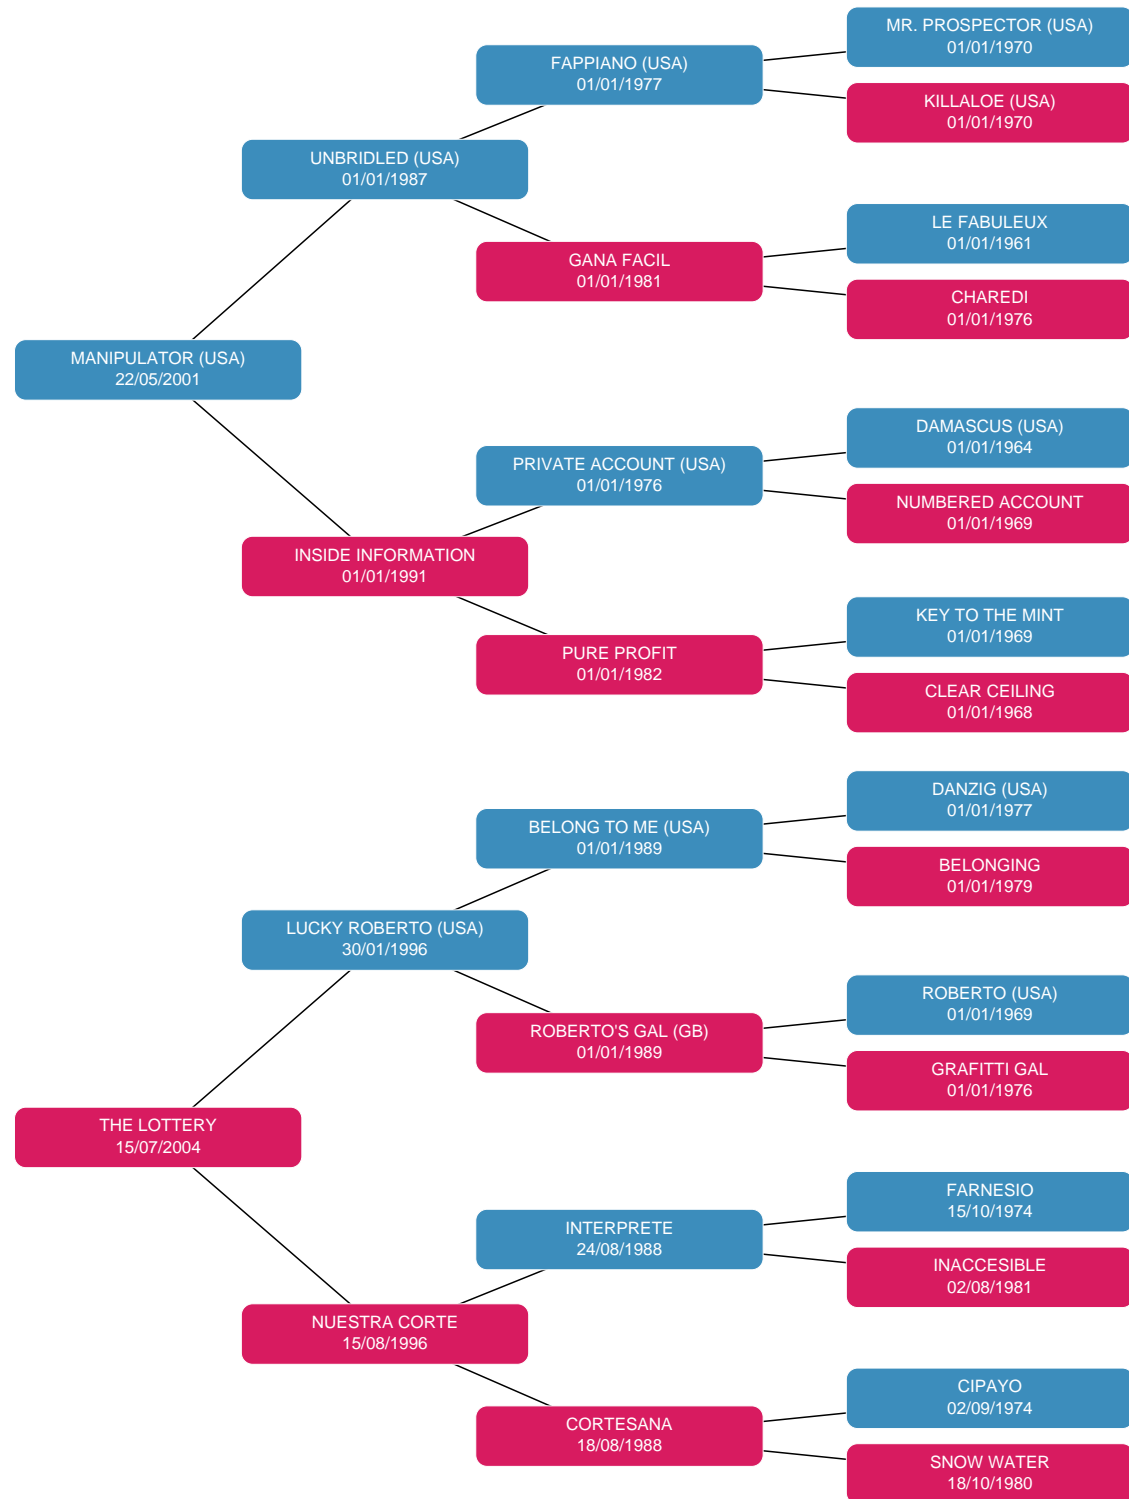 MR. PROSPECTOR (USA)
01/01/1970
FAPPIANO (USA)
01/01/1977
KILLALOE (USA)
01/01/1970
UNBRIDLED (USA)
01/01/1987
LE FABULEUX
01/01/1961
GANA FACIL
01/01/1981
CHAREDI
01/01/1976
MANIPULATOR (USA)
22/05/2001
DAMASCUS (USA)
01/01/1964
PRIVATE ACCOUNT (USA)
01/01/1976
NUMBERED ACCOUNT
01/01/1969
INSIDE INFORMATION
01/01/1991
KEY TO THE MINT
01/01/1969
PURE PROFIT
01/01/1982
CLEAR CEILING
01/01/1968
DANZIG (USA)
01/01/1977
BELONG TO ME (USA)
01/01/1989
BELONGING
01/01/1979
LUCKY ROBERTO (USA)
30/01/1996
ROBERTO (USA)
01/01/1969
ROBERTO'S GAL (GB)
01/01/1989
GRAFITTI GAL
01/01/1976
THE LOTTERY
15/07/2004
FARNESIO
15/10/1974
INTERPRETE
24/08/1988
INACCESIBLE
02/08/1981
NUESTRA CORTE
15/08/1996
CIPAYO
02/09/1974
CORTESANA
18/08/1988
SNOW WATER
18/10/1980